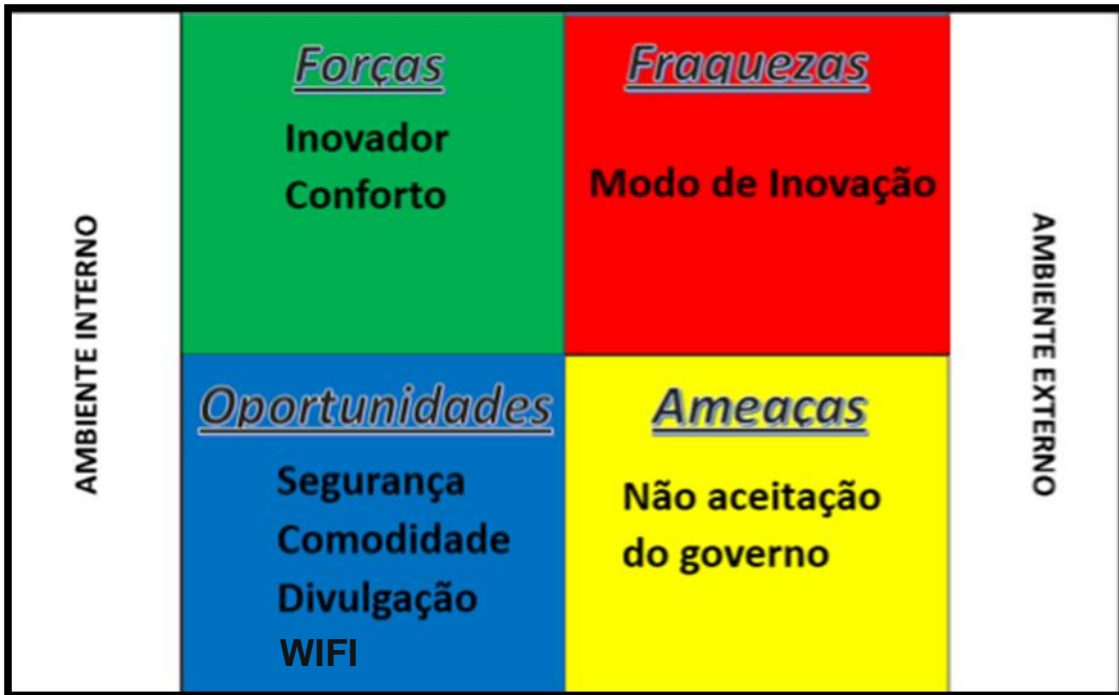 AMBIENTE INTERNO
Forças
Inovador
Conforto
Fraquezas
Modo de Inovação
Oportunidades
Segurança
Comodidade
Divulgação
WIFI
Ameaças
Não aceitação
do governo
AMBIENTE EXTERNO